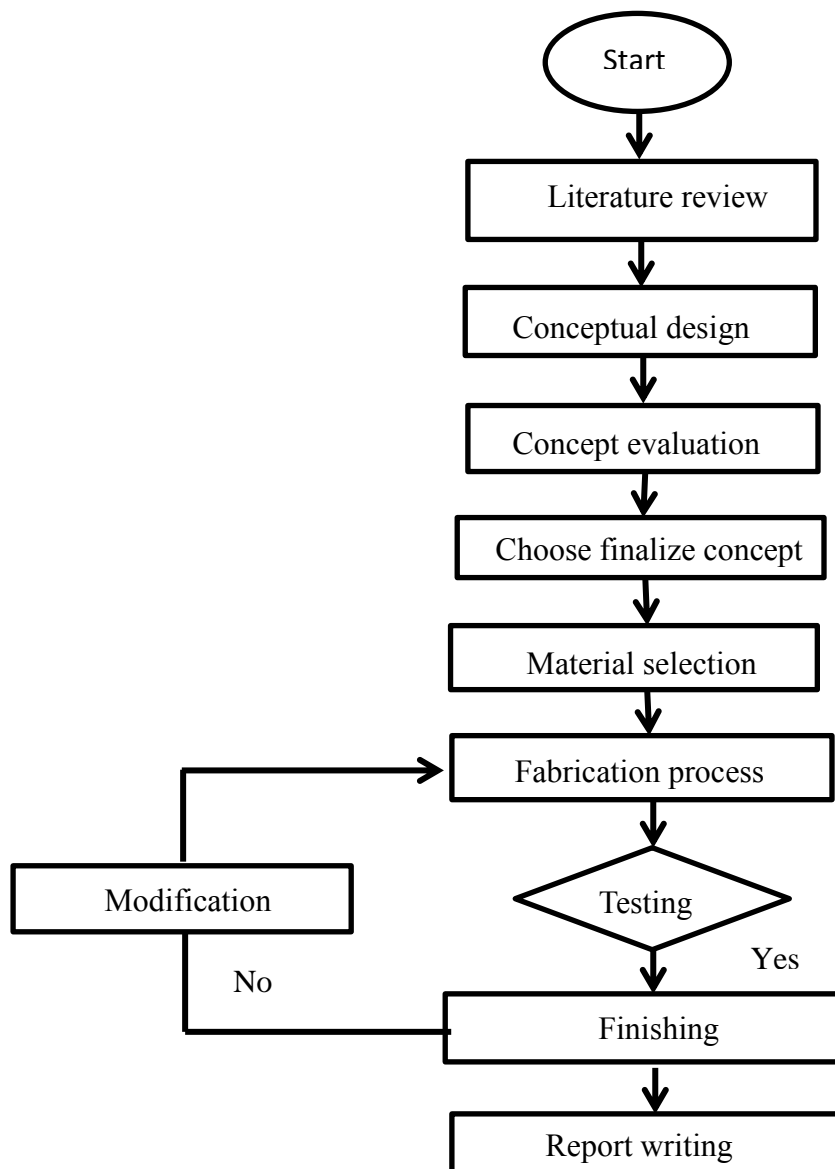 Start
Literature review
Conceptual design
Concept evaluation
Choose finalize concept
Material selection
Fabrication process
Modification
Testing
Yes
No
Finishing
Report writing